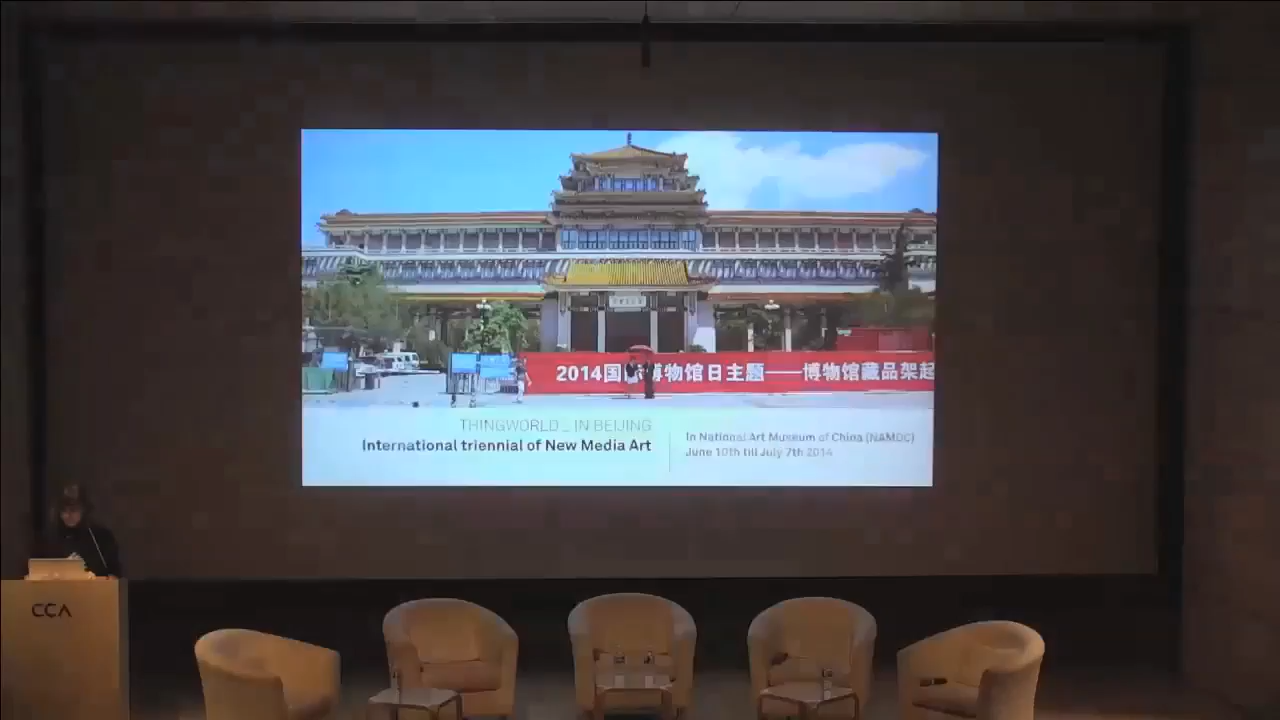 2014国际博物馆日主题——博物馆藏品架起
THINGWORLD _ IN BEIJING
International triennial of New Media Art
In National Art Museum of China (NAMOC)
June 10th till July 7th 2014
CCA